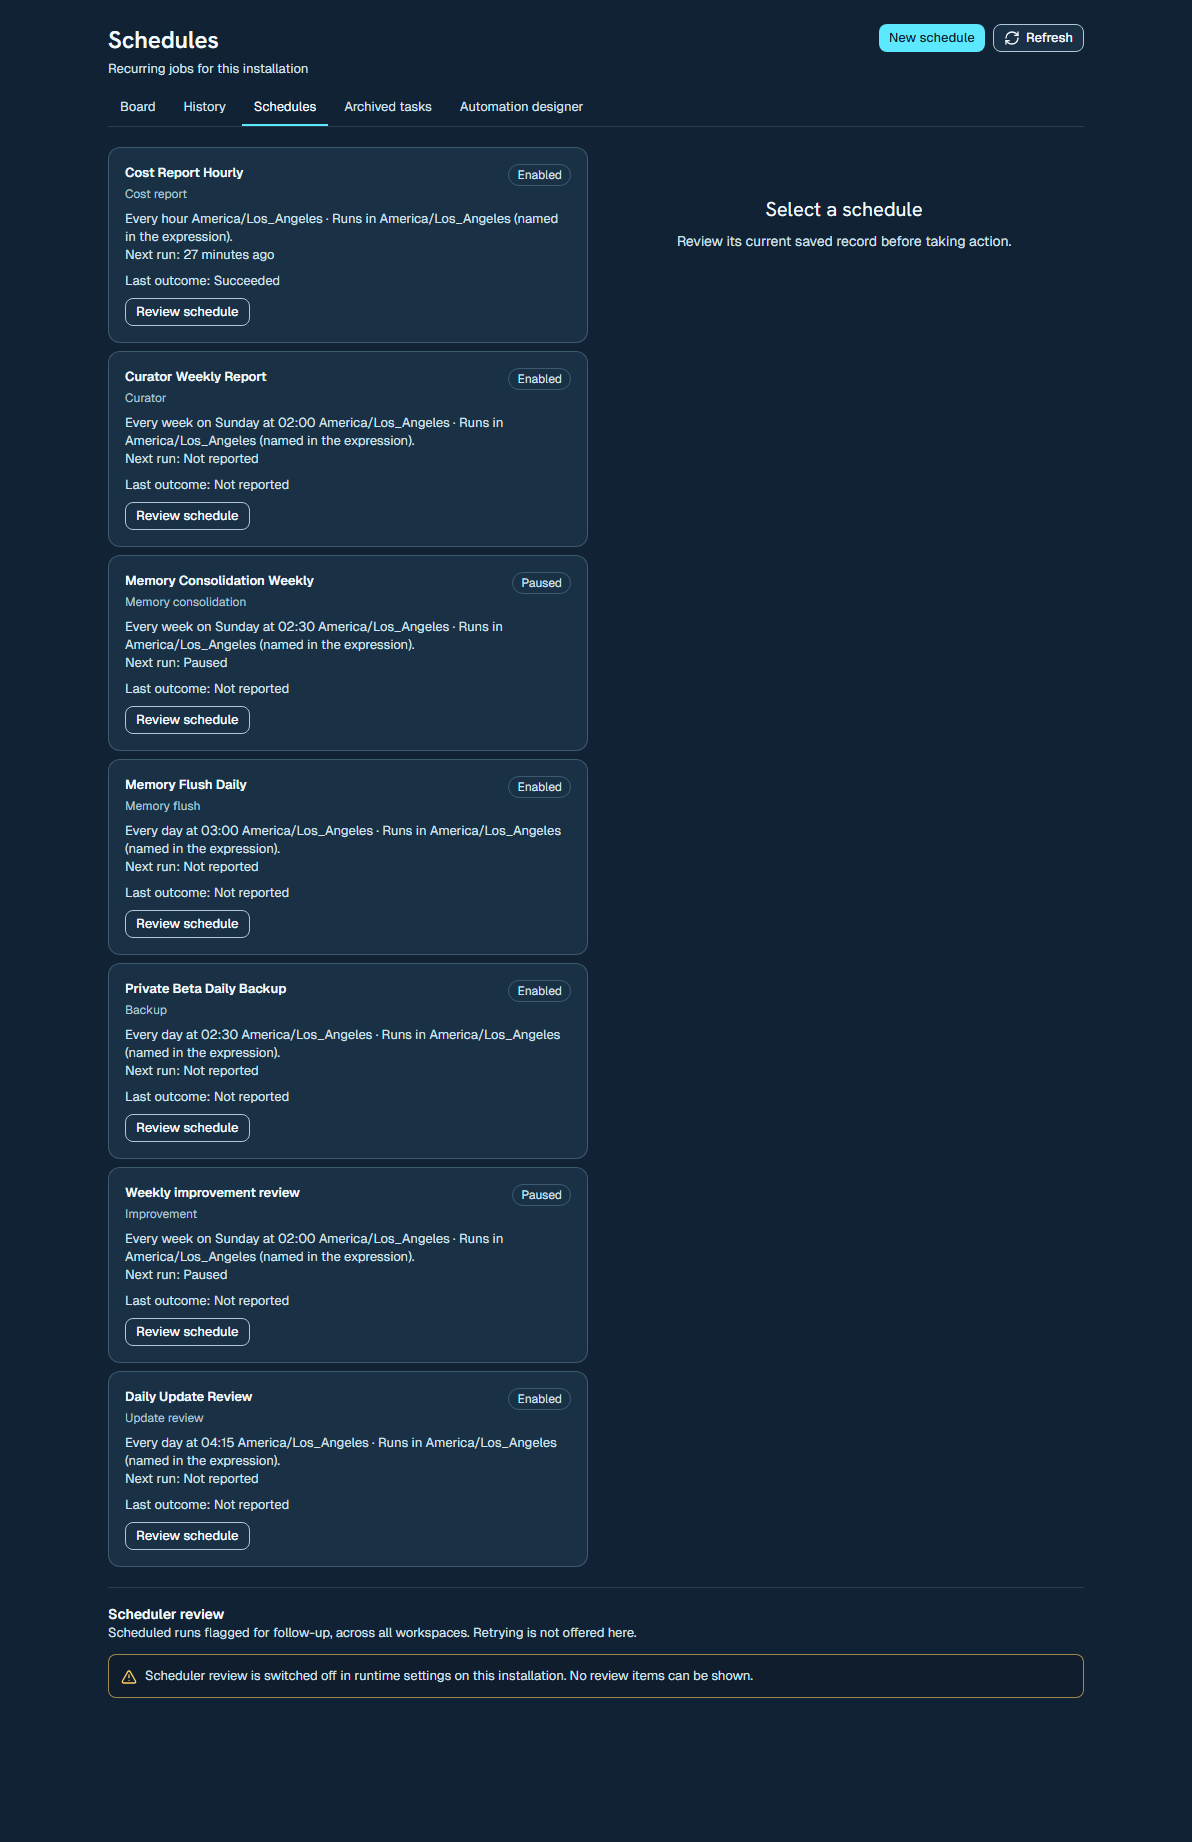 Schedules
New schedule
Refresh
Recurring jobs for this installation
Board
History
Schedules
Archived tasks
Automation designer
Cost Report Hourly
Enabled
Cost report
Every hour America/Los_Angeles · Runs in America/Los_Angeles (named
in the expression).
Next run: 27 minutes ago
Last outcome: Succeeded
Review schedule
Select a schedule
Review its current saved record before taking action.
Curator Weekly Report
Enabled
Curator
Every week on Sunday at 02:00 America/Los_Angeles · Runs in
America/Los_Angeles (named in the expression).
Next run: Not reported
Last outcome: Not reported
Review schedule
Memory Consolidation Weekly
Paused
Memory consolidation
Every week on Sunday at 02:30 America/Los_Angeles · Runs in
America/Los_Angeles (named in the expression).
Next run: Paused
Last outcome: Not reported
Review schedule
Memory Flush Daily
Enabled
Memory flush
Every day at 03:00 America/Los_Angeles · Runs in America/Los_Angeles
(named in the expression).
Next run: Not reported
Last outcome: Not reported
Review schedule
Private Beta Daily Backup
Enabled
Backup
Every day at 02:30 America/Los_Angeles · Runs in America/Los_Angeles
(named in the expression).
Next run: Not reported
Last outcome: Not reported
Review schedule
Weekly improvement review
Paused
Improvement
Every week on Sunday at 02:00 America/Los_Angeles · Runs in
America/Los_Angeles (named in the expression).
Next run: Paused
Last outcome: Not reported
Review schedule
Daily Update Review
Enabled
Update review
Every day at 04:15 America/Los_Angeles · Runs in America/Los_Angeles
(named in the expression).
Next run: Not reported
Last outcome: Not reported
Review schedule
Scheduler review
Scheduled runs flagged for follow-up, across all workspaces. Retrying is not offered here.
Scheduler review is switched off in runtime settings on this installation. No review items can be shown.